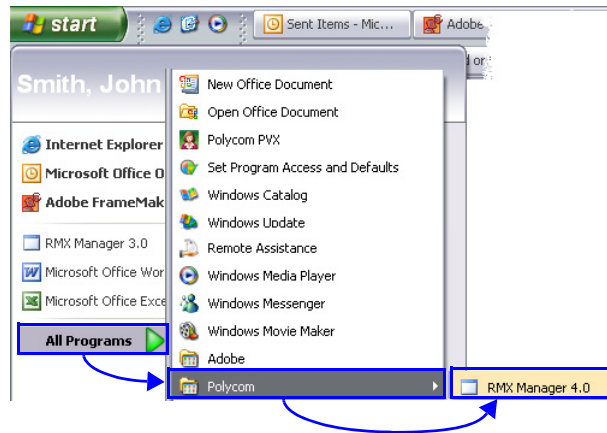 start
Sent Items - Mic...
Adobe
d or
Smith, John
Internet Explorer
Microsoft Office O
Adobe FrameMak
RMX Manager 3.0
Microsoft Office Wor
Microsoft Office Exce
All Programs
New Office Document
Open Office Document
Polycom PVX
Set Program Access and Defaults
Windows Catalog
Windows Update
Remote Assistance
Windows Media Player
Windows Messenger
Windows Movie Maker
Adobe
Polycom
RMX Manager 4.0